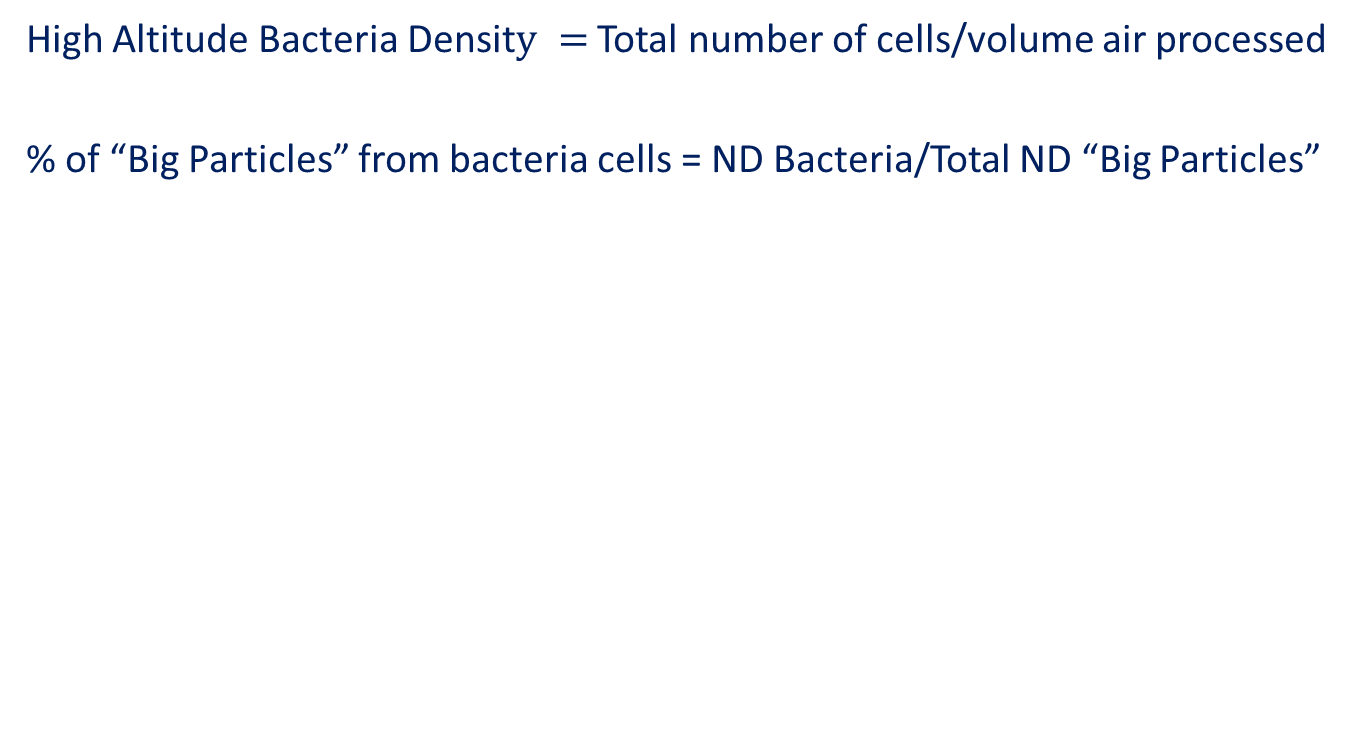 High Altitude Bacteria Density = Total number of cells/volume air processed
% of “Big Particles” from bacteria cells = ND Bacteria/Total ND “Big Particles”